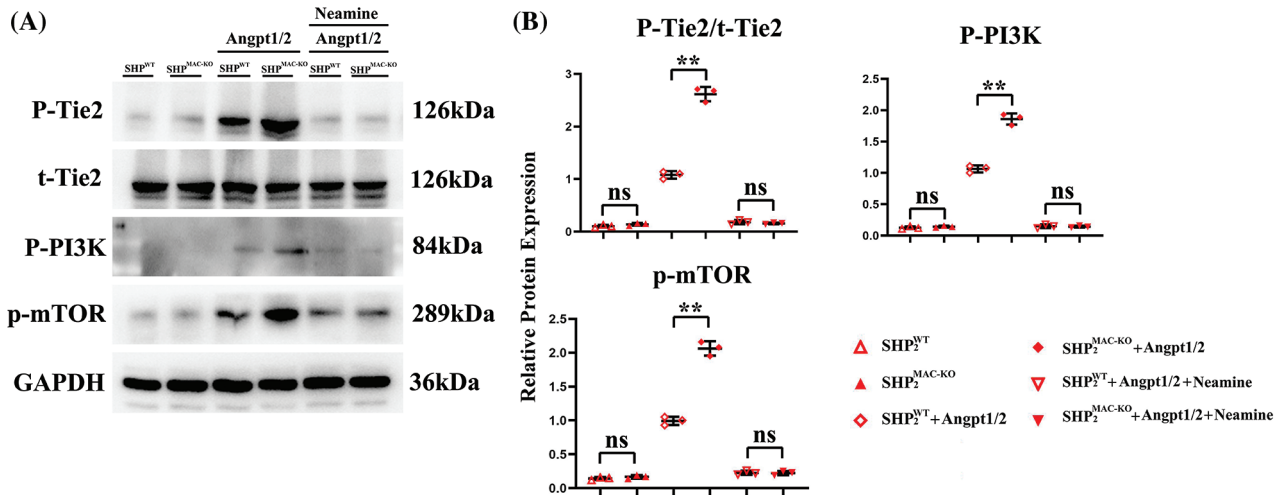 (A)
Neamine
Angpt1/2 Angpt1/2
SHP^WT SHP^MAC-KO SHP^WT SHP^MAC-KO SHP^WT SHP^MAC-KO
P-Tie2 126kDa
t-Tie2 126kDa
P-PI3K 84kDa
p-mTOR 289kDa
GAPDH 36kDa
(B)
Relative Protein Expression
P-Tie2/t-Tie2
3
2
1
0
ns ** ns
P-PI3K
2.5
2.0
1.5
1.0
0.5
0.0
ns ** ns
p-mTOR
2.5
2.0
1.5
1.0
0.5
0.0
ns ** ns
SHP₂^WT
SHP₂^MAC-KO
SHP₂^WT+Angpt1/2
SHP₂^MAC-KO+Angpt1/2
SHP₂^WT+Angpt1/2+Neamine
SHP₂^MAC-KO+Angpt1/2+Neamine